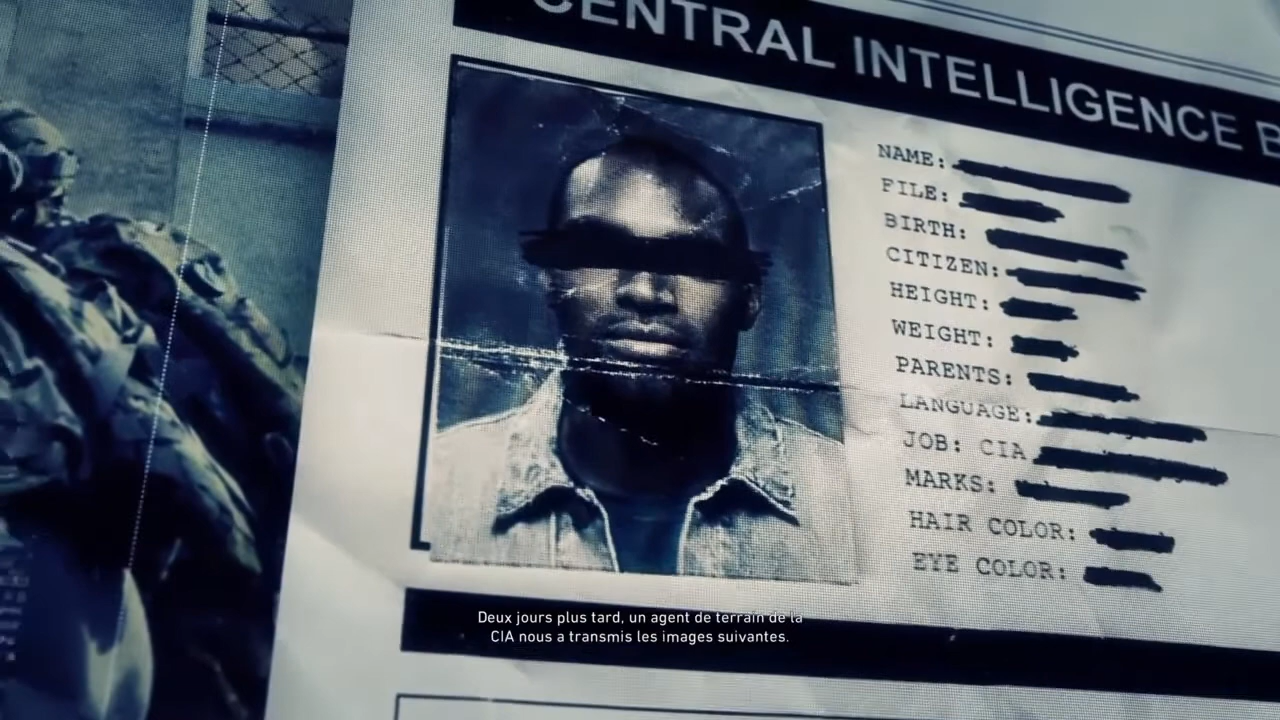 CENTRAL INTELLIGENCE B
NAME:
FILE:
BIRTH:
CITIZEN:
HEIGHT:
WEIGHT:
PARENTS:
LANGUAGE:
JOB: CIA
MARKS:
HAIR COLOR:
EYE COLOR:
Deux jours plus tard, un agent de terrain de la
CIA nous a transmis les images suivantes.